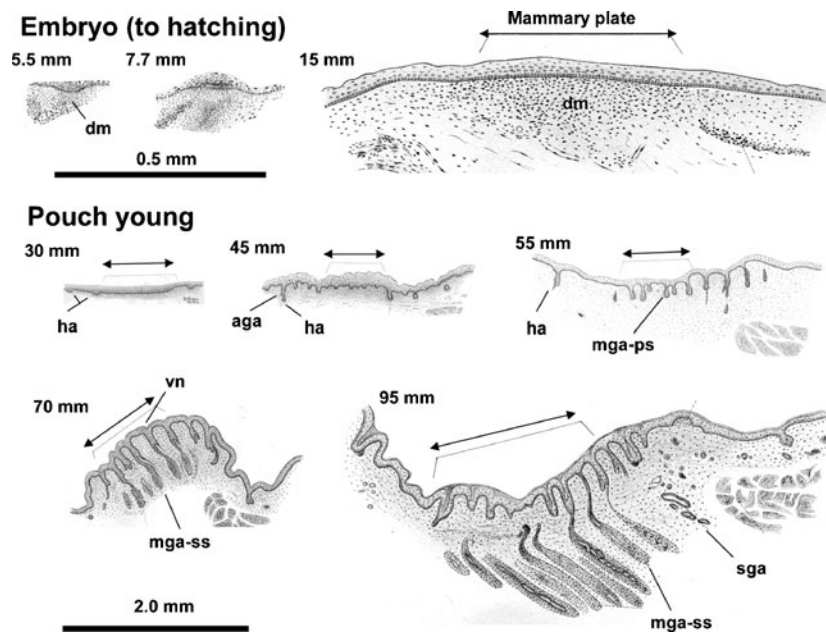 Embryo (to hatching)
Mammary plate
5.5 mm
7.7 mm
15 mm
dm
dm
0.5 mm
Pouch young
30 mm
45 mm
55 mm
ha
aga
ha
ha
mga-ps
vn
70 mm
95 mm
mga-ss
sga
mga-ss
2.0 mm